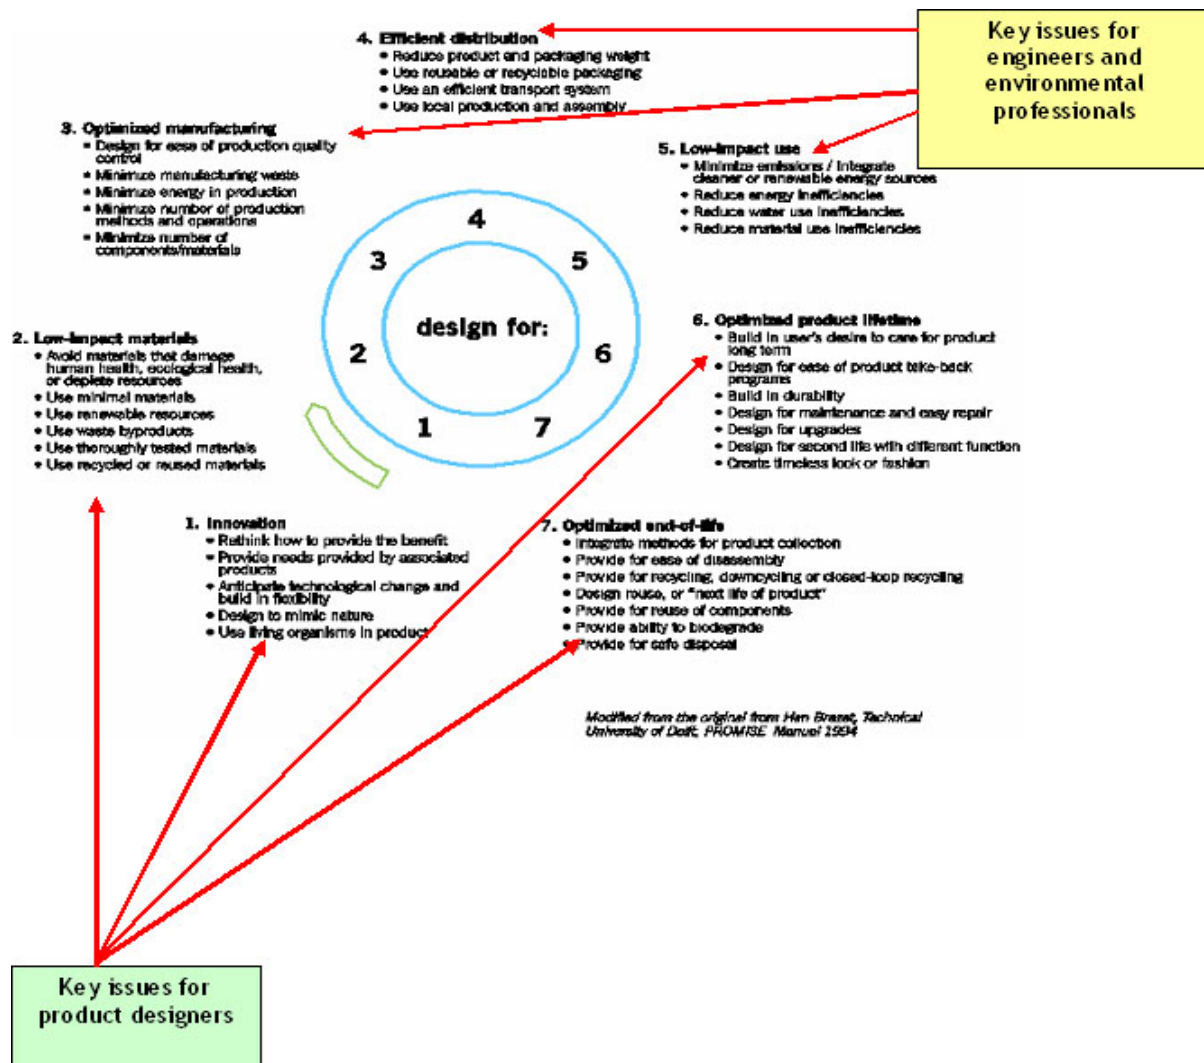 4. Efficient distribution
• Reduce product and packaging weight
• Use reusable or recyclable packaging
• Use an efficient transport system
• Use local production and assembly
Key issues for
engineers and
environmental
professionals
3. Optimized manufacturing
• Design for ease of production quality
control
• Minimize manufacturing waste
• Minimize energy in production
• Minimize number of production
methods and operations
• Minimize number of
components/materials
5. Low-impact use
• Minimize emissions / Integrate
cleaner or renewable energy sources
• Reduce energy inefficiencies
• Reduce water use inefficiencies
• Reduce material use inefficiencies
4
3
5
design for:
2
6
1
7
2. Low-impact materials
• Avoid materials that damage
human health, ecological health,
or deplete resources
• Use minimal materials
• Use renewable resources
• Use waste byproducts
• Use thoroughly tested materials
• Use recycled or reused materials
6. Optimized product lifetime
• Build in user's desire to care for product
long term
• Design for ease of product take-back
programs
• Build in durability
• Design for maintenance and easy repair
• Design for upgrades
• Design for second life with different function
• Create timeless look or fashion
1. Innovation
• Rethink how to provide the benefit
• Provide needs provided by associated
products
• Anticipate technological change and
build in flexibility
• Design to mimic nature
• Use living organisms in product
7. Optimized end-of-life
• Integrate methods for product collection
• Provide for ease of disassembly
• Provide for recycling, downcycling or closed-loop recycling
• Design reuse, or "next life of product"
• Provide for reuse of components
• Provide ability to biodegrade
• Provide for safe disposal
Modified from the original from Han Brezet, Technical
University of Delft, PROMISE Manual 1994
Key issues for
product designers